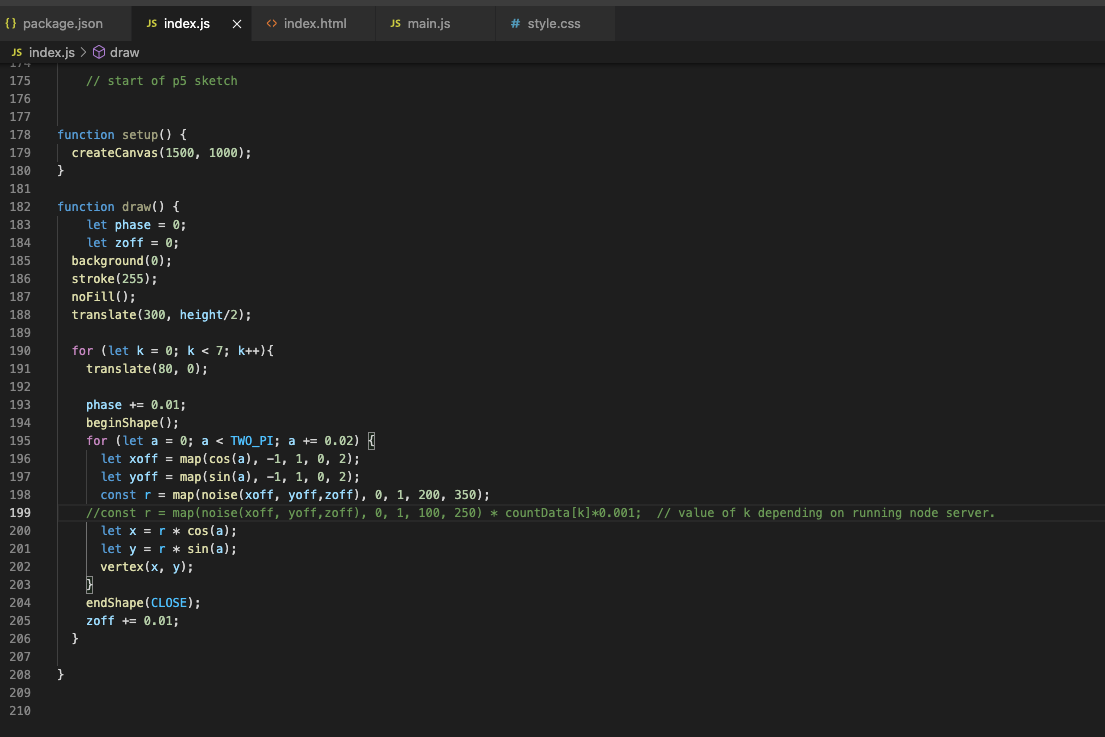 {} package.json JS index.js × <> index.html JS main.js # style.css
JS index.js > draw
174
175 // start of p5 sketch
176
177
178 function setup() {
179 createCanvas(1500, 1000);
180 }
181
182 function draw() {
183 let phase = 0;
184 let zoff = 0;
185 background(0);
186 stroke(255);
187 noFill();
188 translate(300, height/2);
189
190 for (let k = 0; k < 7; k++){
191 translate(80, 0);
192
193 phase += 0.01;
194 beginShape();
195 for (let a = 0; a < TWO_PI; a += 0.02) {
196 let xoff = map(cos(a), -1, 1, 0, 2);
197 let yoff = map(sin(a), -1, 1, 0, 2);
198 const r = map(noise(xoff, yoff,zoff), 0, 1, 200, 350);
199 //const r = map(noise(xoff, yoff,zoff), 0, 1, 100, 250) * countData[k]*0.001;  // value of k depending on running node server.
200 let x = r * cos(a);
201 let y = r * sin(a);
202 vertex(x, y);
203 }
204 endShape(CLOSE);
205 zoff += 0.01;
206 }
207
208 }
209
210